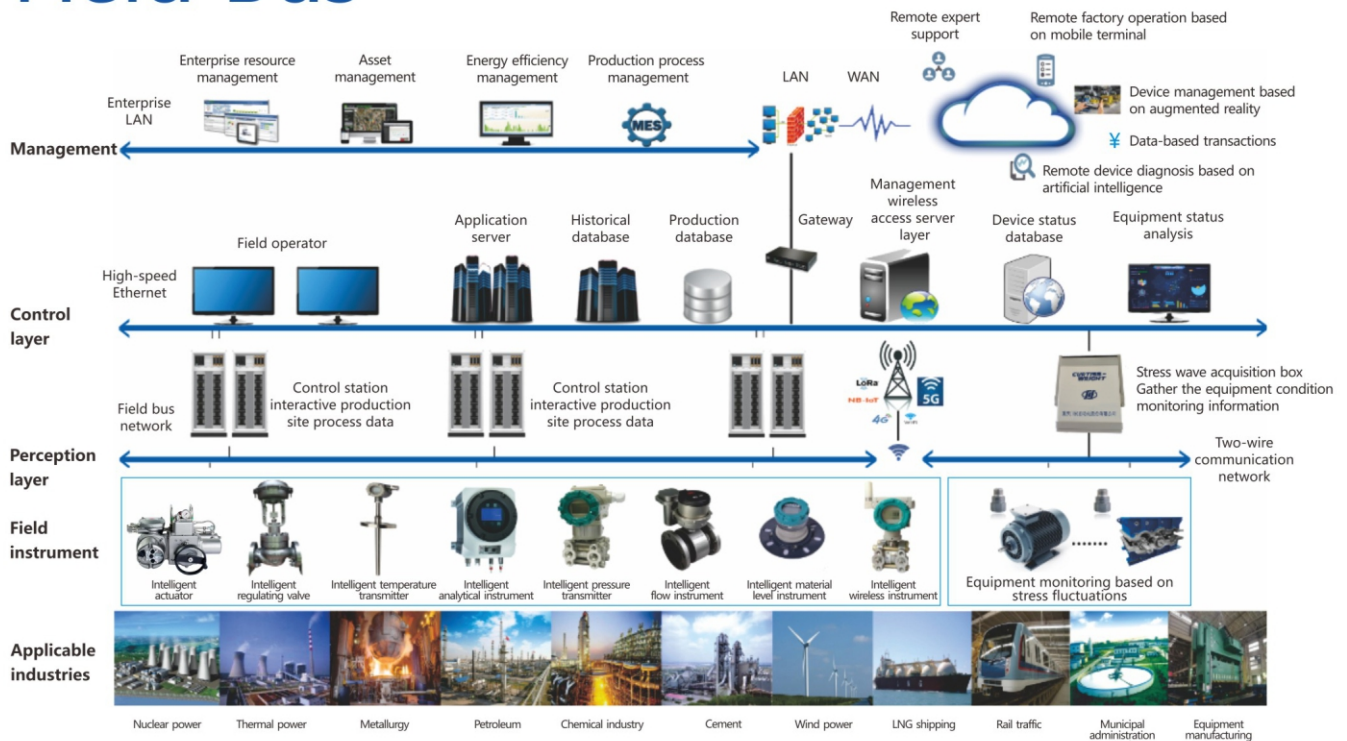 Field Bus
Remote expert
support
Remote factory operation based
on mobile terminal
Enterprise resource
management
Asset
management
Energy efficiency
management
Production process
management
LAN
WAN
Enterprise
LAN
MES
Device management based
on augmented reality
Management
¥ Data-based transactions
Remote device diagnosis based on
artificial intelligence
Field operator
Application
server
Historical
database
Production
database
Gateway
Management
wireless
access server
layer
Device status
database
Equipment status
analysis
High-speed
Ethernet
Control
layer
Field bus
network
Control station
interactive production
site process data
Control station
interactive production
site process data
LoRa
NB-IoT
5G
4G
Stress wave acquisition box
Gather the equipment condition
monitoring information
Perception
layer
Two-wire
communication
network
Field
instrument
Intelligent
actuator
Intelligent
regulating valve
Intelligent temperature
transmitter
Intelligent
analytical instrument
Intelligent pressure
transmitter
Intelligent
flow instrument
Intelligent material
level instrument
Intelligent
wireless instrument
Equipment monitoring based on
stress fluctuations
Applicable
industries
Nuclear power
Thermal power
Metallurgy
Petroleum
Chemical industry
Cement
Wind power
LNG shipping
Rail traffic
Municipal
administration
Equipment
manufacturing